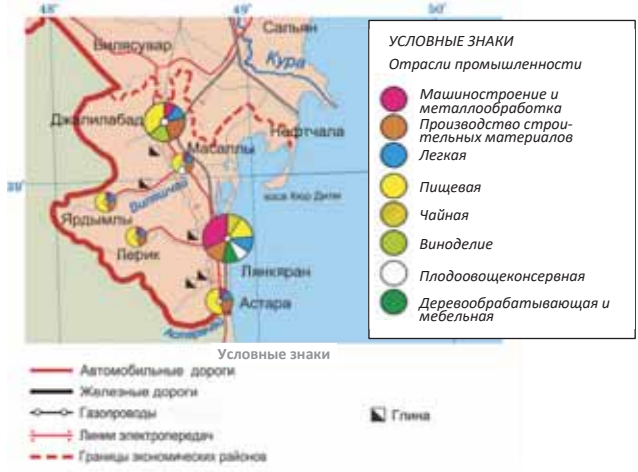 48
49
50
Сальян
Билясувар
Кура
Джалилабад
Нефтчала
Масаллы
39
Виляшчай
коса Кюр Дили
Ярдымлы
Лерик
Лянкяран
Астара
Астарачай
УСЛОВНЫЕ ЗНАКИ
Отрасли промышленности
Машиностроение и
металлообработка
Производство строи-
тельных материалов
Легкая
Пищевая
Чайная
Виноделие
Плодоовощеконсервная
Деревообрабатывающая и
мебельная
Условные знаки
Автомобильные дороги
Железные дороги
Газопроводы
Глина
Линии электропередач
Границы экономических районов